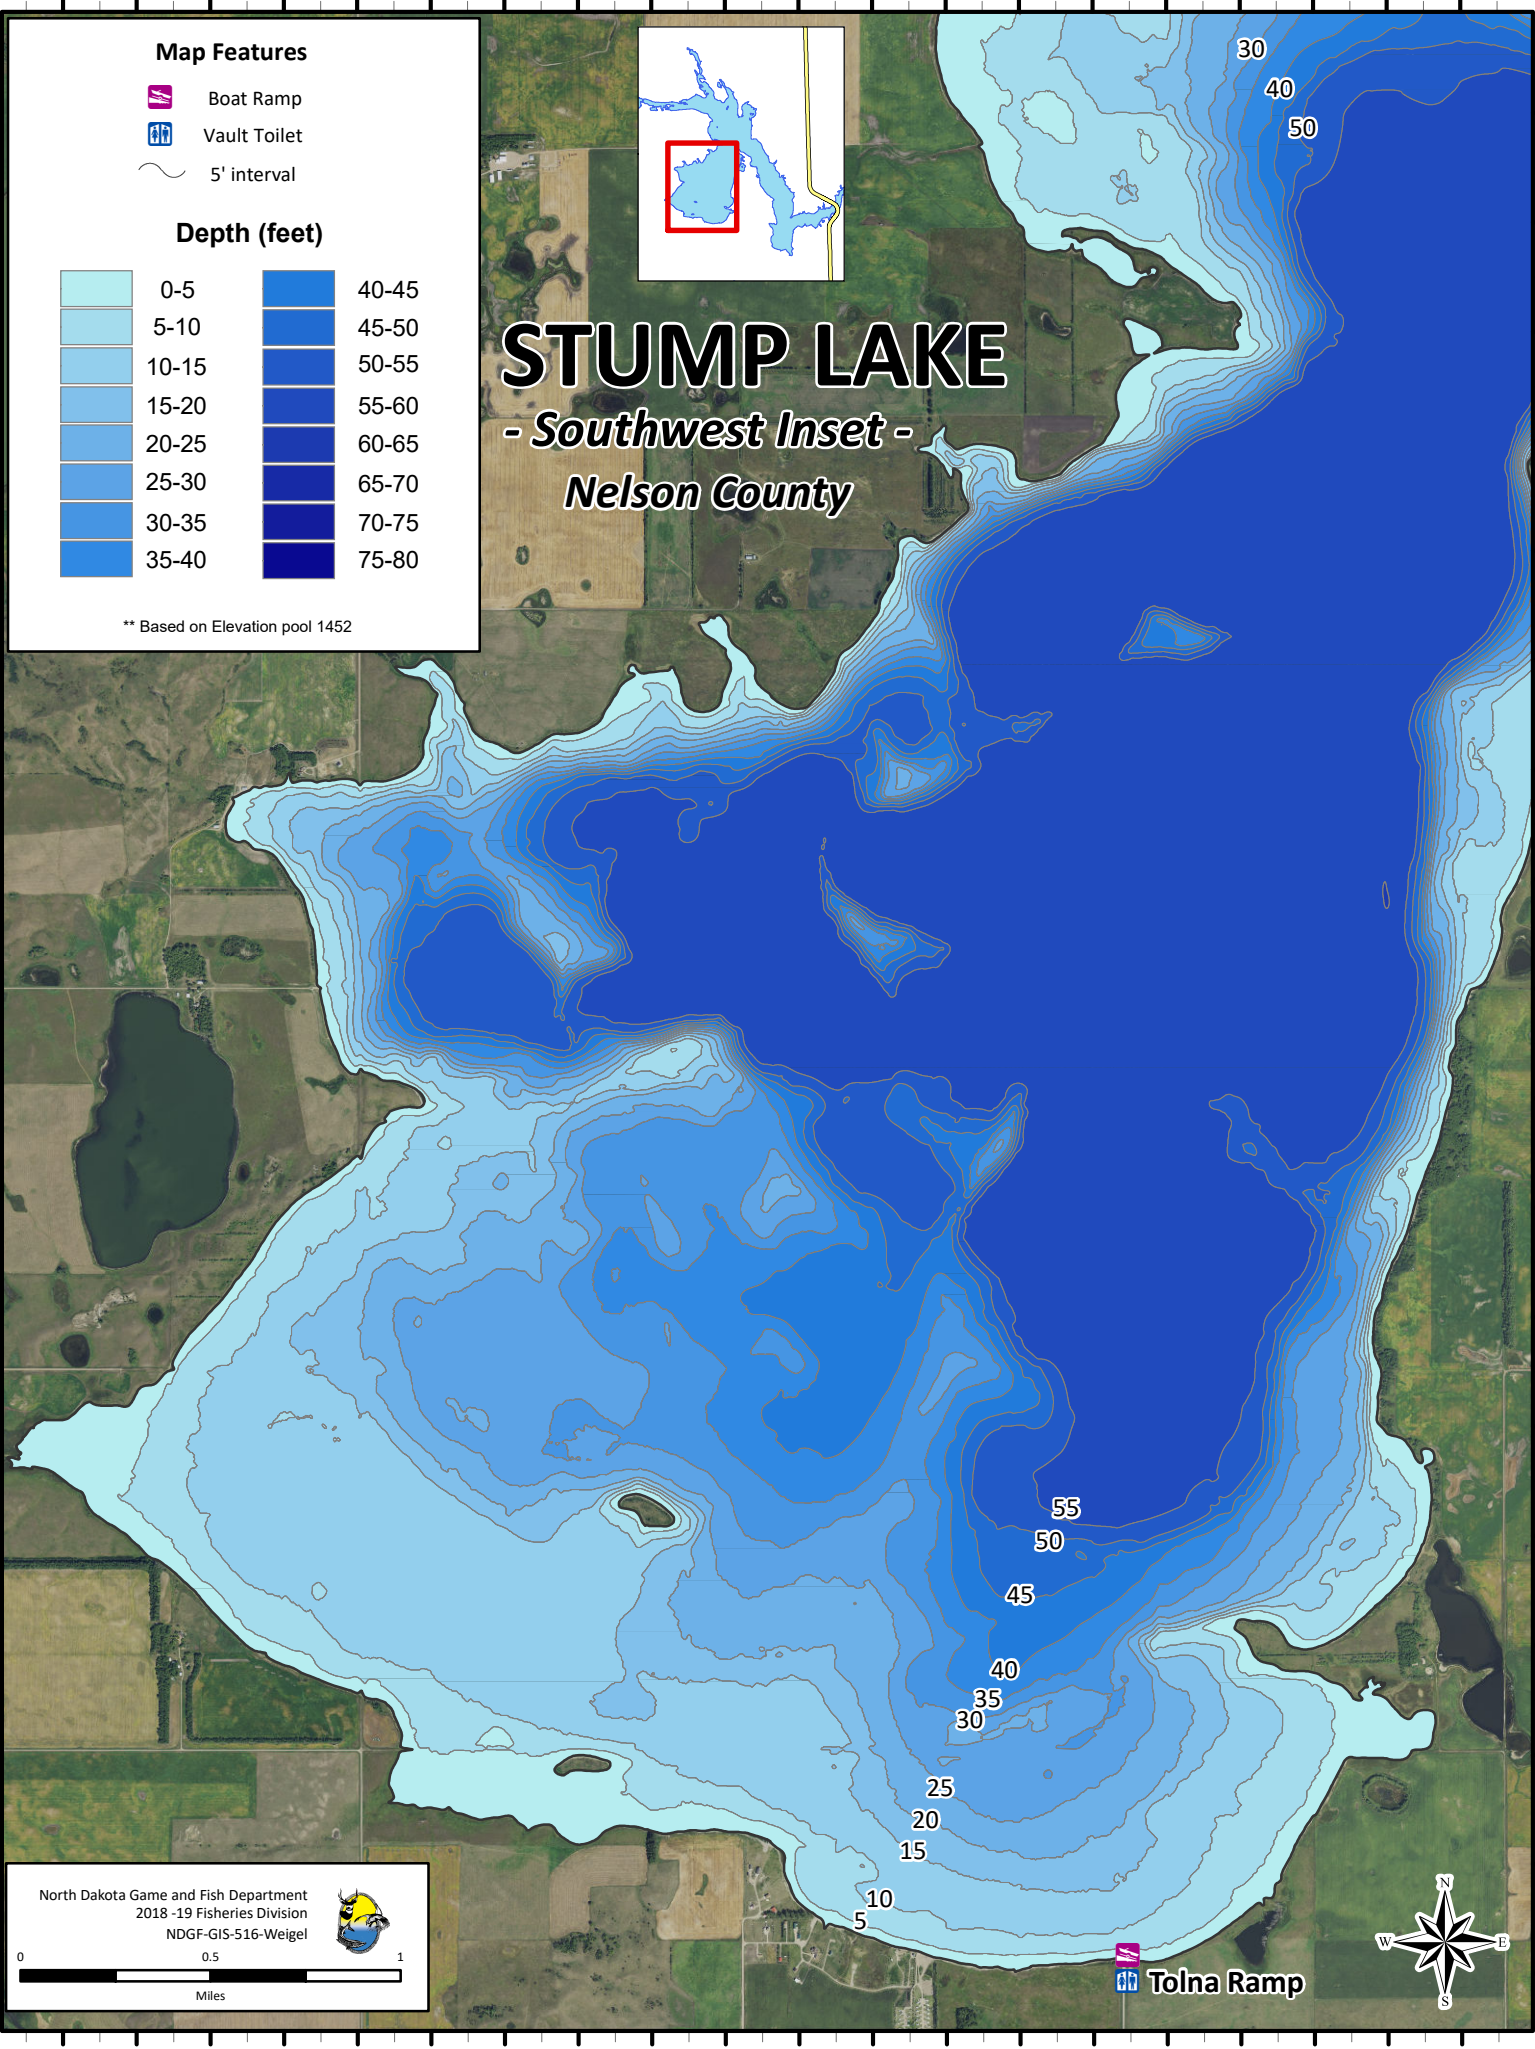 Map Features
Boat Ramp
Vault Toilet
5' interval
Depth (feet)
0-5
5-10
10-15
15-20
20-25
25-30
30-35
35-40
40-45
45-50
50-55
55-60
60-65
65-70
70-75
75-80
** Based on Elevation pool 1452
STUMP LAKE
- Southwest Inset -
Nelson County
30
40
50
55
50
45
40
35
30
25
20
15
10
5
Tolna Ramp
N
W E
S
North Dakota Game and Fish Department
2018 -19 Fisheries Division
NDGF-GIS-516-Weigel
0 0.5 1
Miles